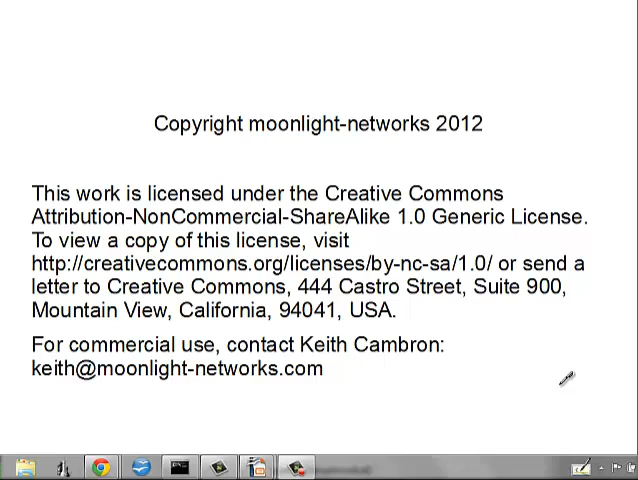 Copyright moonlight-networks 2012
This work is licensed under the Creative Commons
Attribution-NonCommercial-ShareAlike 1.0 Generic License.
To view a copy of this license, visit
http://creativecommons.org/licenses/by-nc-sa/1.0/ or send a
letter to Creative Commons, 444 Castro Street, Suite 900,
Mountain View, California, 94041, USA.
For commercial use, contact Keith Cambron:
keith@moonlight-networks.com